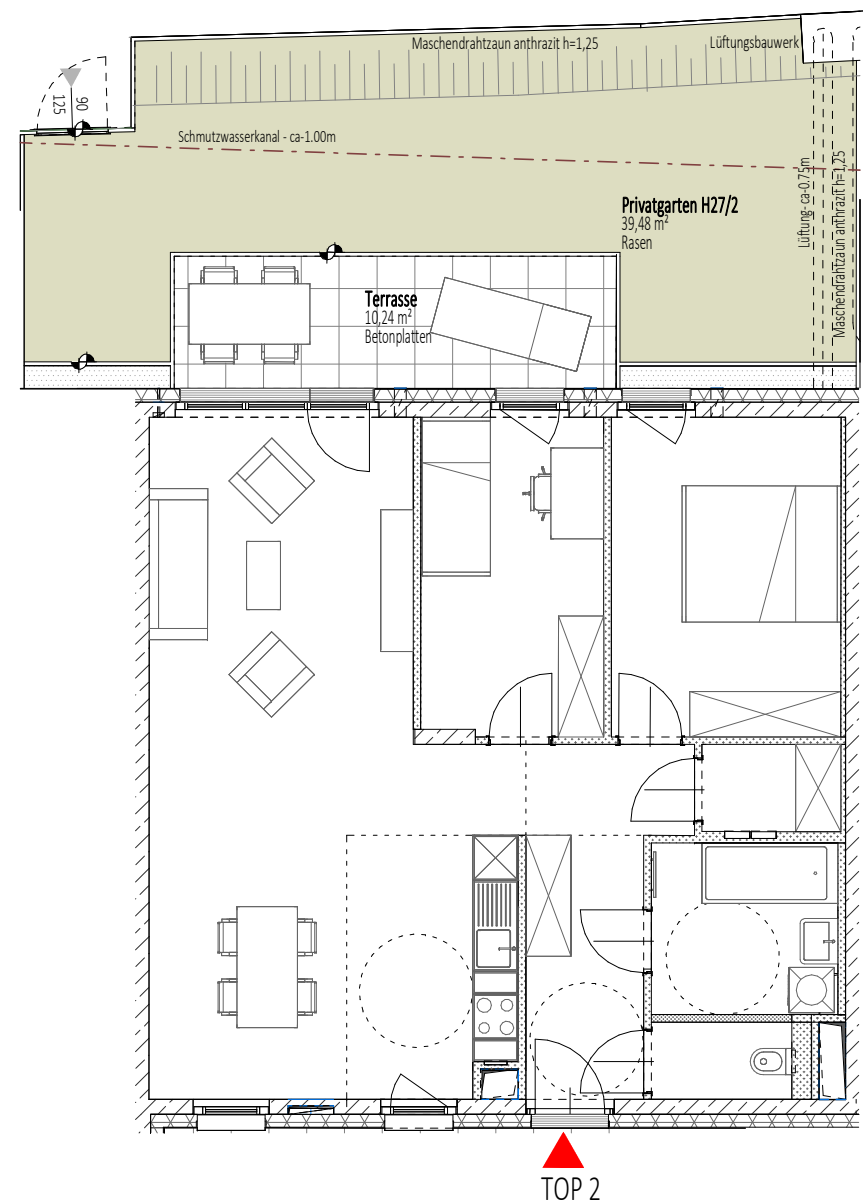 Maschendrahtzaun anthrazit h=1,25
Lüftungsbauwerk
90
125
Schmutzwasserkanal - ca-1.00m
Lüftung- ca-0.75m
Maschendrahtzaun anthrazit h=1,25
Privatgarten H27/2
39,48 m²
Rasen
Terrasse
10,24 m²
Betonplatten
TOP 2